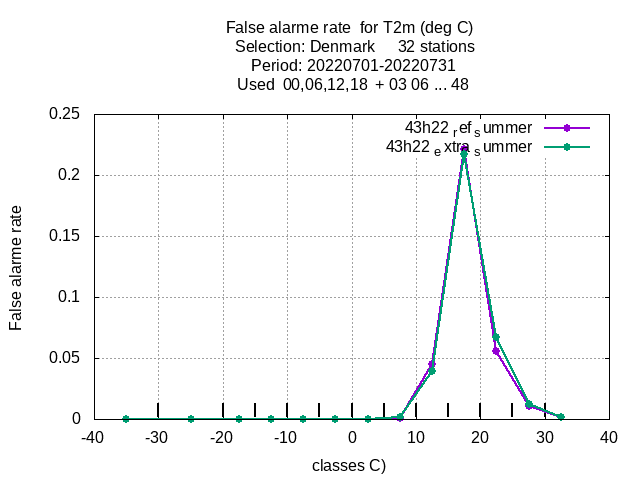 False alarme rate  for T2m (deg C)
Selection: Denmark     32 stations
Period: 20220701-20220731
Used  00,06,12,18  + 03 06 ... 48
0.25
43h22 ref summer
43h22 extra summer
0.2
0.15
0.1
0.05
0
False alarme rate
-40 -30 -20 -10 0 10 20 30 40
classes C)